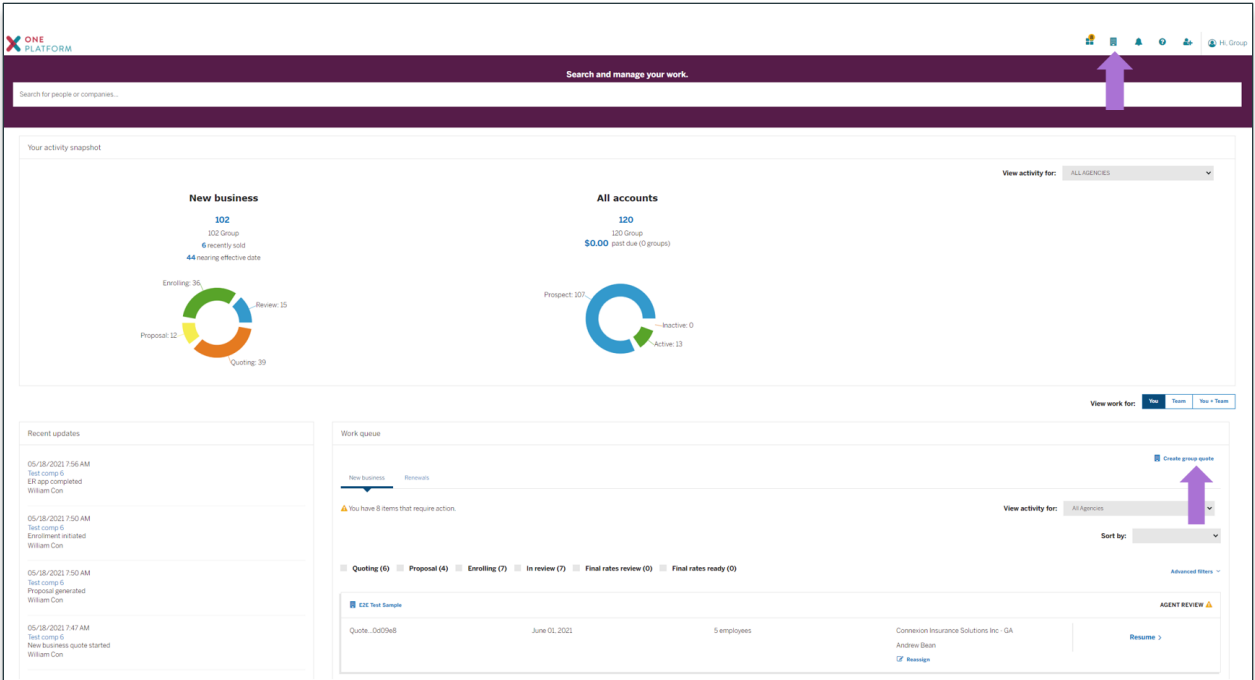 ONE
PLATFORM
6
Hi, Group
Search and manage your work.
Search for people or companies...
Your activity snapshot
View activity for: ALL AGENCIES
New business
102
102 Group
6 recently sold
44 nearing effective date
Enrolling: 36
Review: 15
Proposal: 12
Quoting: 39
All accounts
120
120 Group
$0.00 past due (0 groups)
Prospect: 107
Inactive: 0
Active: 13
View work for: You Team You + Team
Recent updates
05/18/2021 7:56 AM
Test comp 6
ER app completed
William Con
05/18/2021 7:50 AM
Test comp 6
Enrollment initiated
William Con
05/18/2021 7:50 AM
Test comp 6
Proposal generated
William Con
05/18/2021 7:47 AM
Test comp 6
New business quote started
William Con
Work queue
Create group quote
New business Renewals
You have 8 items that require action.
View activity for: All Agencies
Sort by:
Quoting (6) Proposal (4) Enrolling (7) In review (7) Final rates review (0) Final rates ready (0)
Advanced filters
E2E Test Sample
AGENT REVIEW
Quote...0d09e8 June 01, 2021 5 employees Connexion Insurance Solutions Inc - GA
Andrew Bean
Reassign
Resume >